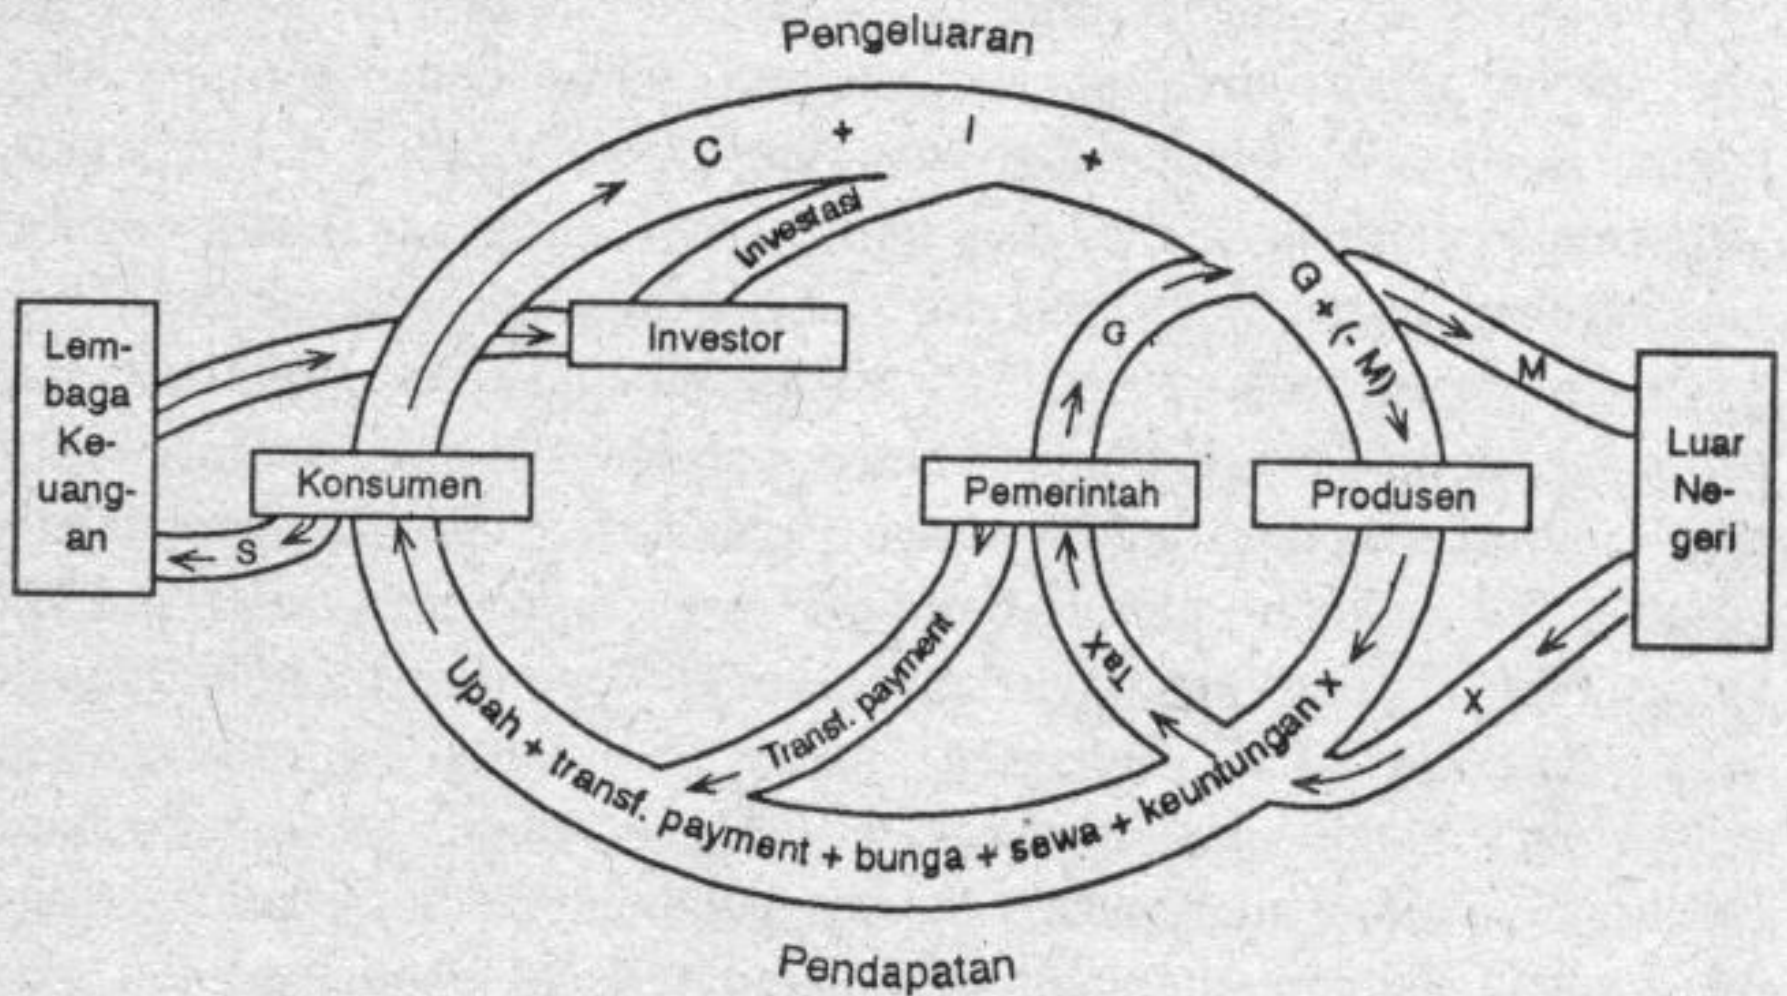 Pengeluaran
C + I +
G + (- M)
Investasi
Investor
Lem-
baga
Ke-
uang-
an
G
M
Luar
Ne-
geri
Konsumen
Pemerintah
Produsen
S
Transf. payment
Tax
X
Upah + transf. payment + bunga + sewa + keuntungan X
Pendapatan